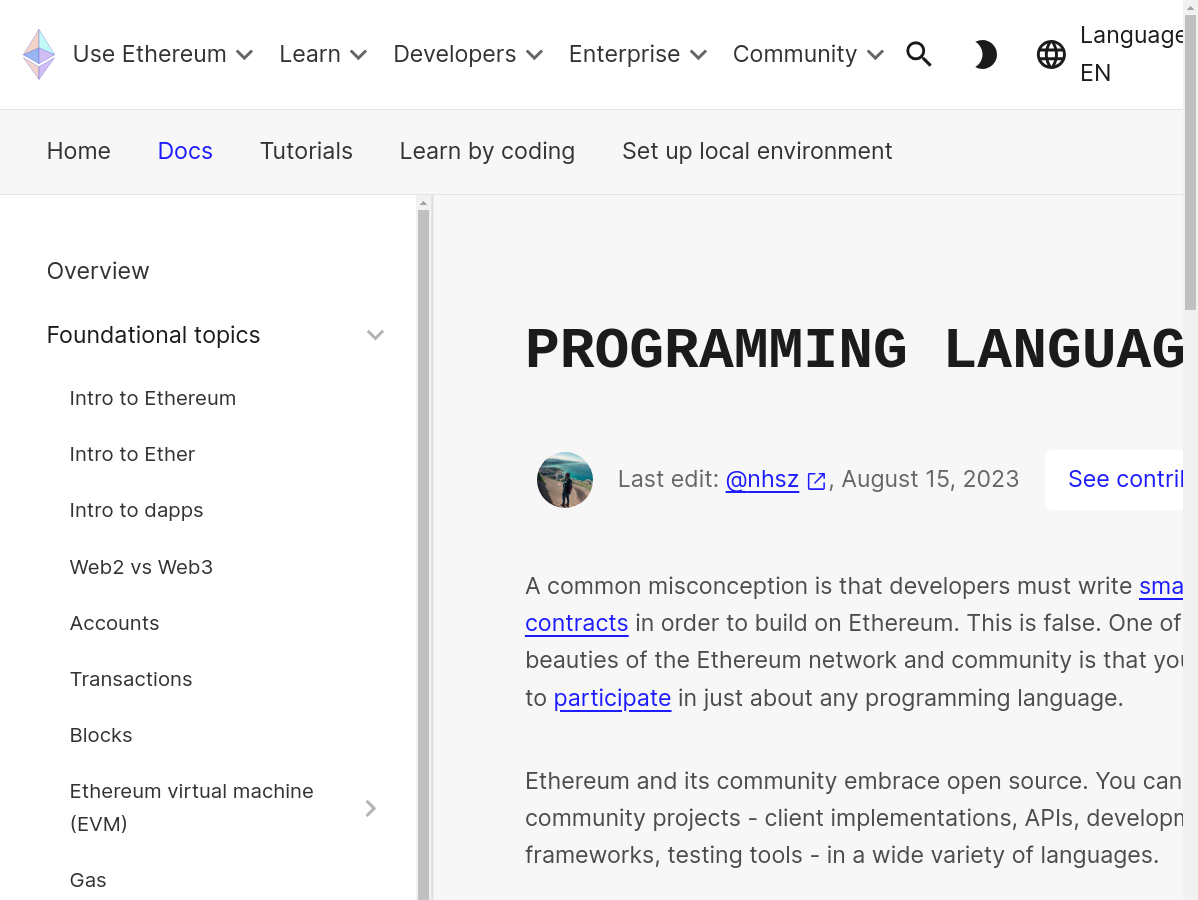 Use Ethereum Learn Developers Enterprise Community Language
EN
Home Docs Tutorials Learn by coding Set up local environment
Overview
Foundational topics
Intro to Ethereum
Intro to Ether
Intro to dapps
Web2 vs Web3
Accounts
Transactions
Blocks
Ethereum virtual machine
(EVM)
Gas
PROGRAMMING LANGUAG
Last edit: @nhsz, August 15, 2023 See contri
A common misconception is that developers must write sma
contracts in order to build on Ethereum. This is false. One of
beauties of the Ethereum network and community is that you
to participate in just about any programming language.
Ethereum and its community embrace open source. You can
community projects - client implementations, APIs, developm
frameworks, testing tools - in a wide variety of languages.